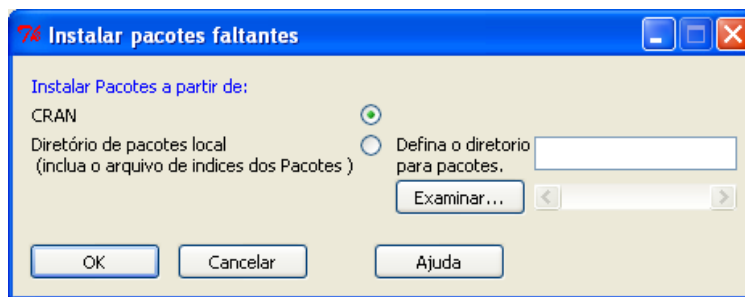 Instalar pacotes faltantes
Instalar Pacotes a partir de:
CRAN
Diretório de pacotes local
(inclua o arquivo de indices dos Pacotes )
Defina o diretorio
para pacotes.
Examinar...
OK
Cancelar
Ajuda